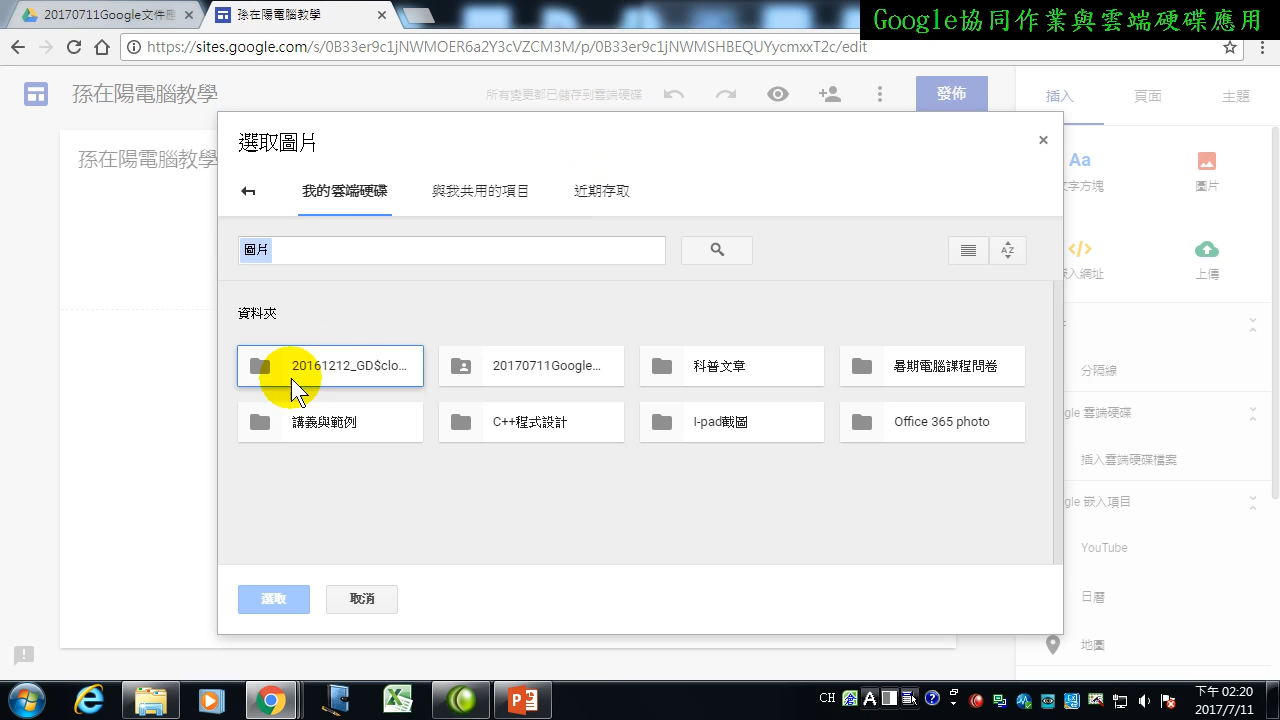 20170711Google文件雲
孫在陽電腦教學
Google協同作業與雲端硬碟應用
https://sites.google.com/s/0B33er9c1jNWMOER6a2Y3cVZCM3M/p/0B33er9c1jNWMSHBEQUYycmxxT2c/edit
孫在陽電腦教學
所有變更都已儲存到雲端硬碟
發佈
插入
頁面
主題
孫在陽電腦教學
選取圖片
我的雲端硬碟
與我共用的項目
近期存取
圖片
Aa
文字方塊
圖片
嵌入網址
上傳
資料夾
20161212_GD$clo...
20170711Google...
科普文章
暑期電腦課程問卷
講義與範例
C++程式設計
I-pad截圖
Office 365 photo
分隔線
gle 雲端硬碟
插入雲端硬碟檔案
gle 嵌入項目
YouTube
日曆
地圖
選取
取消
CH
下午 02:20
2017/7/11